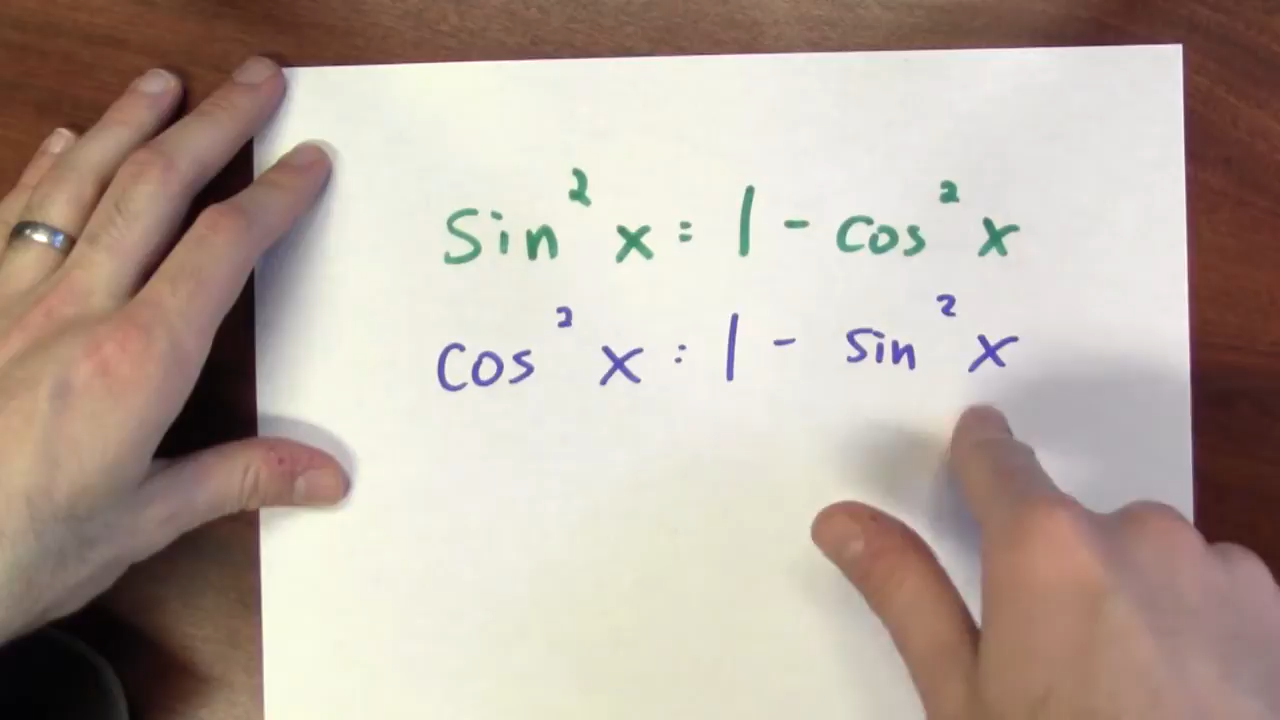 Sin² x = 1 - cos² x
cos² x = 1 - sin² x